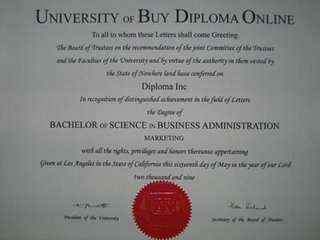 UNIVERSITY OF BUY DIPLOMA ONLINE
To all to whom these Letters shall come Greeting
The Board of Trustees on the recommendation of the joint Committee of the Trustees
and the Faculties of the University and by virtue of the authority in them vested by
the State of Nowhere land have conferred on
Diploma Inc
In recognition of distinguished achievement in the field of Letters
the Degree of
BACHELOR OF SCIENCE IN BUSINESS ADMINISTRATION
MARKETING
with all the rights, privileges and honors thereunto appertaining
Given at Los Angeles in the State of California this sixteenth day of May in the year of our Lord
two thousand and nine
President of the University
Secretary of the Board of Trustees